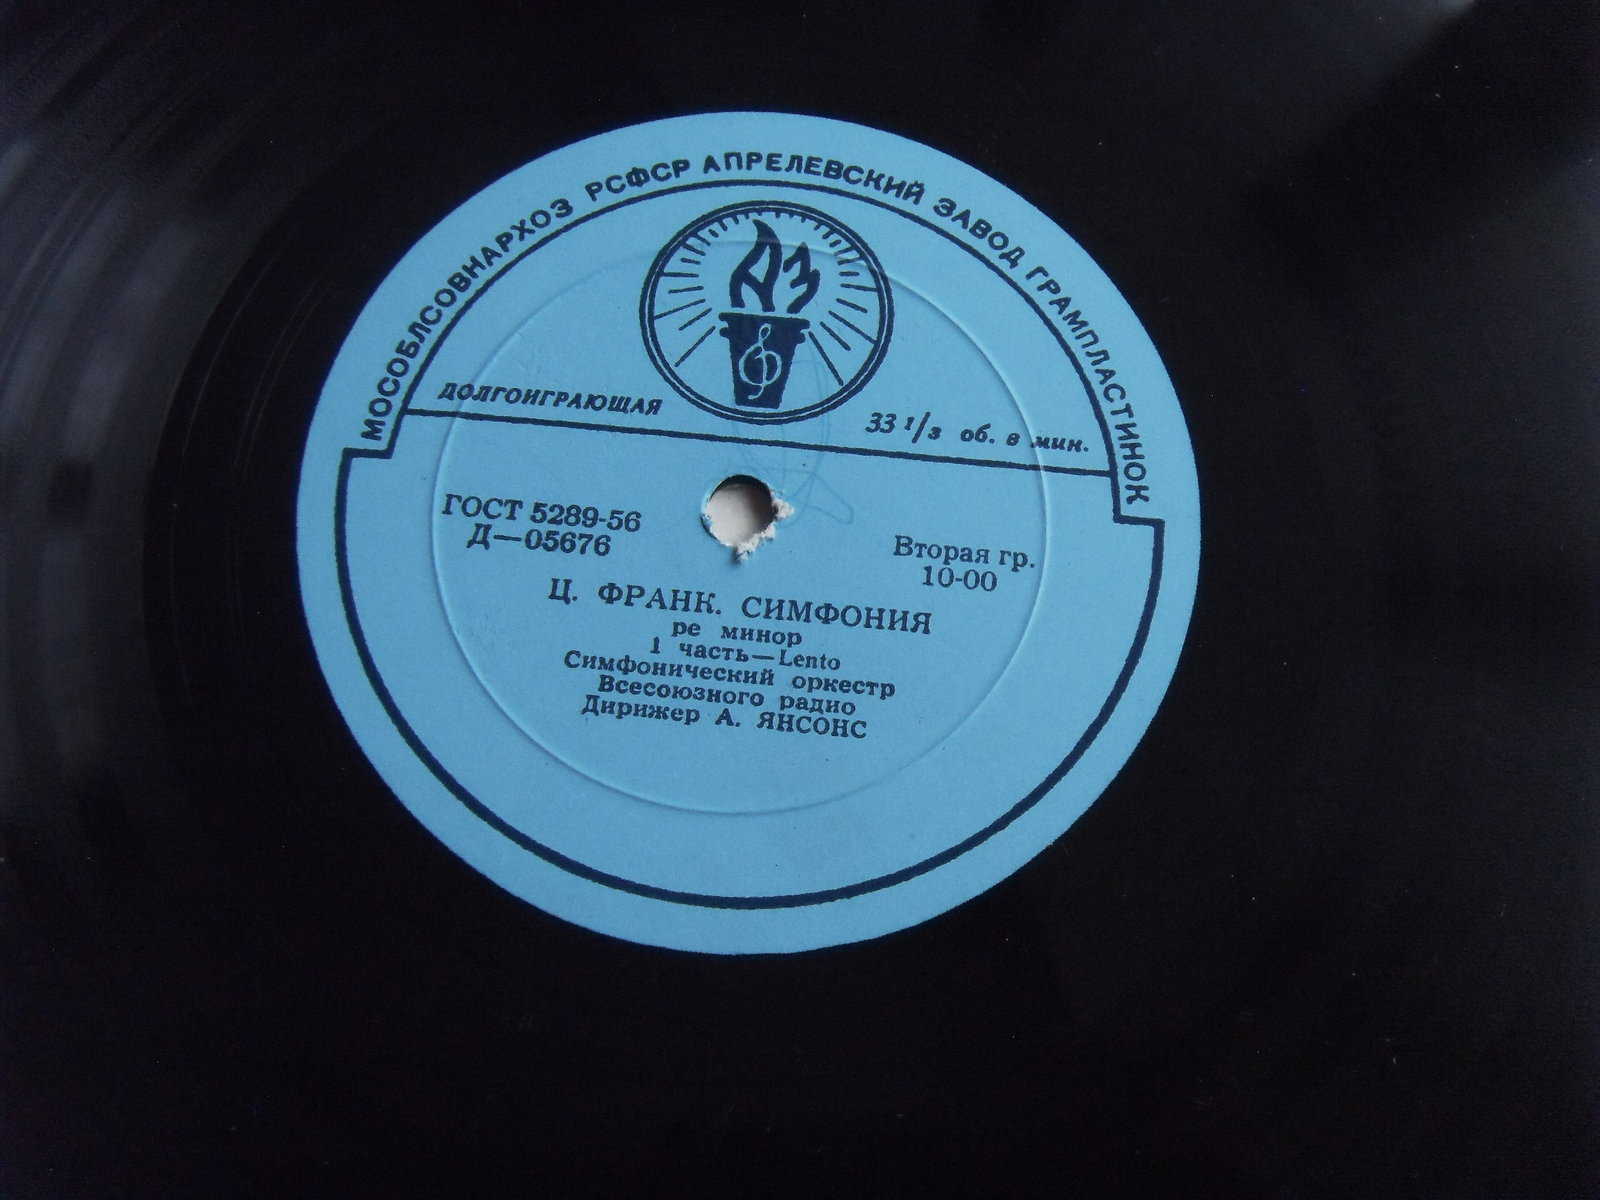 МОСОБЛСОВНАРХОЗ РСФСР АПРЕЛЕВСКИЙ ЗАВОД ГРАМПЛАСТИНОК
АЗ
ДОЛГОИГРАЮЩАЯ
33 1/3 об. в мин.
ГОСТ 5289-56
Д—05676
Вторая гр.
10-00
Ц. ФРАНК. СИМФОНИЯ
ре минор
1 часть—Lento
Симфонический оркестр
Всесоюзного радио
Дирижер А. ЯНСОНС